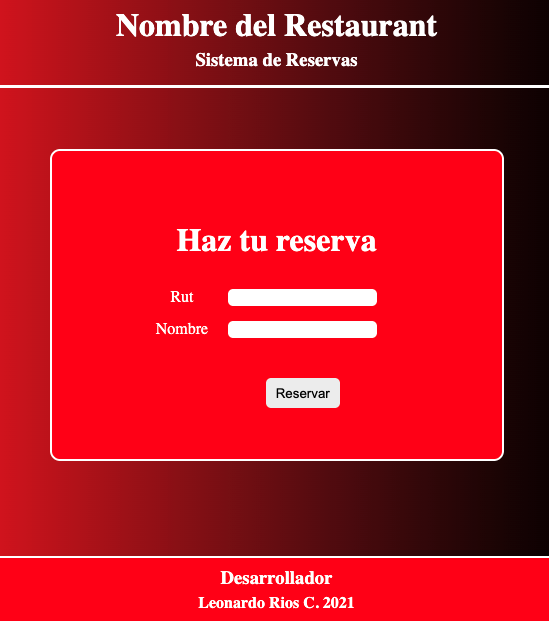 Nombre del Restaurant
Sistema de Reservas
Haz tu reserva
Rut
Nombre
Reservar
Desarrollador
Leonardo Rios C. 2021